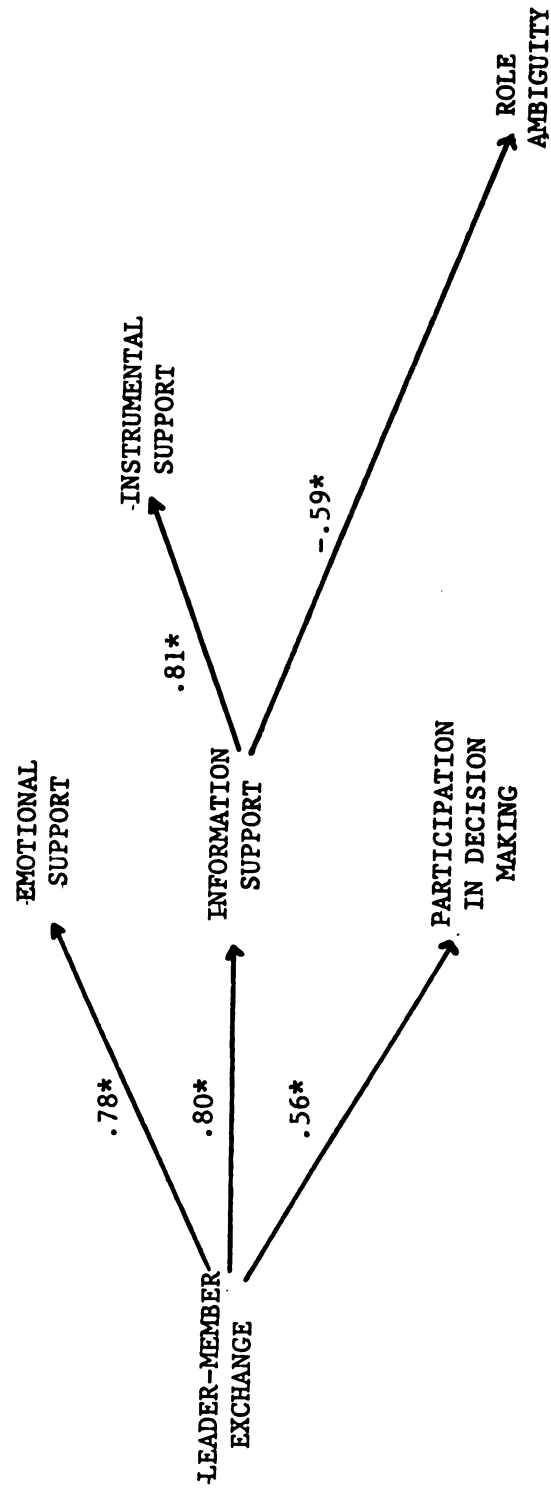 LEADER-MEMBER
EXCHANGE
.78*
.80*
.56*
EMOTIONAL
SUPPORT
INFORMATION
SUPPORT
PARTICIPATION
IN DECISION
MAKING
.81*
-.59*
INSTRUMENTAL
SUPPORT
ROLE
AMBIGUITY